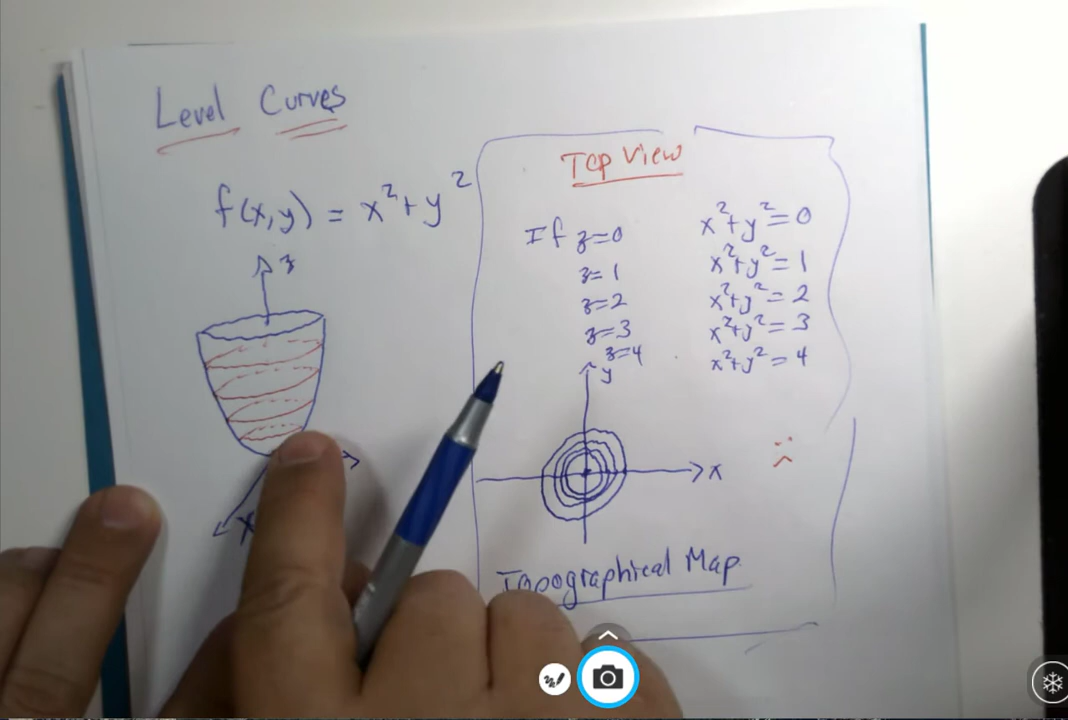 Level Curves
f(x,y) = x²+y²
z
x
Top View
If z=0 x²+y²=0
z=1 x²+y²=1
z=2 x²+y²=2
z=3 x²+y²=3
z=4 x²+y²=4
y
x
Topographical Map